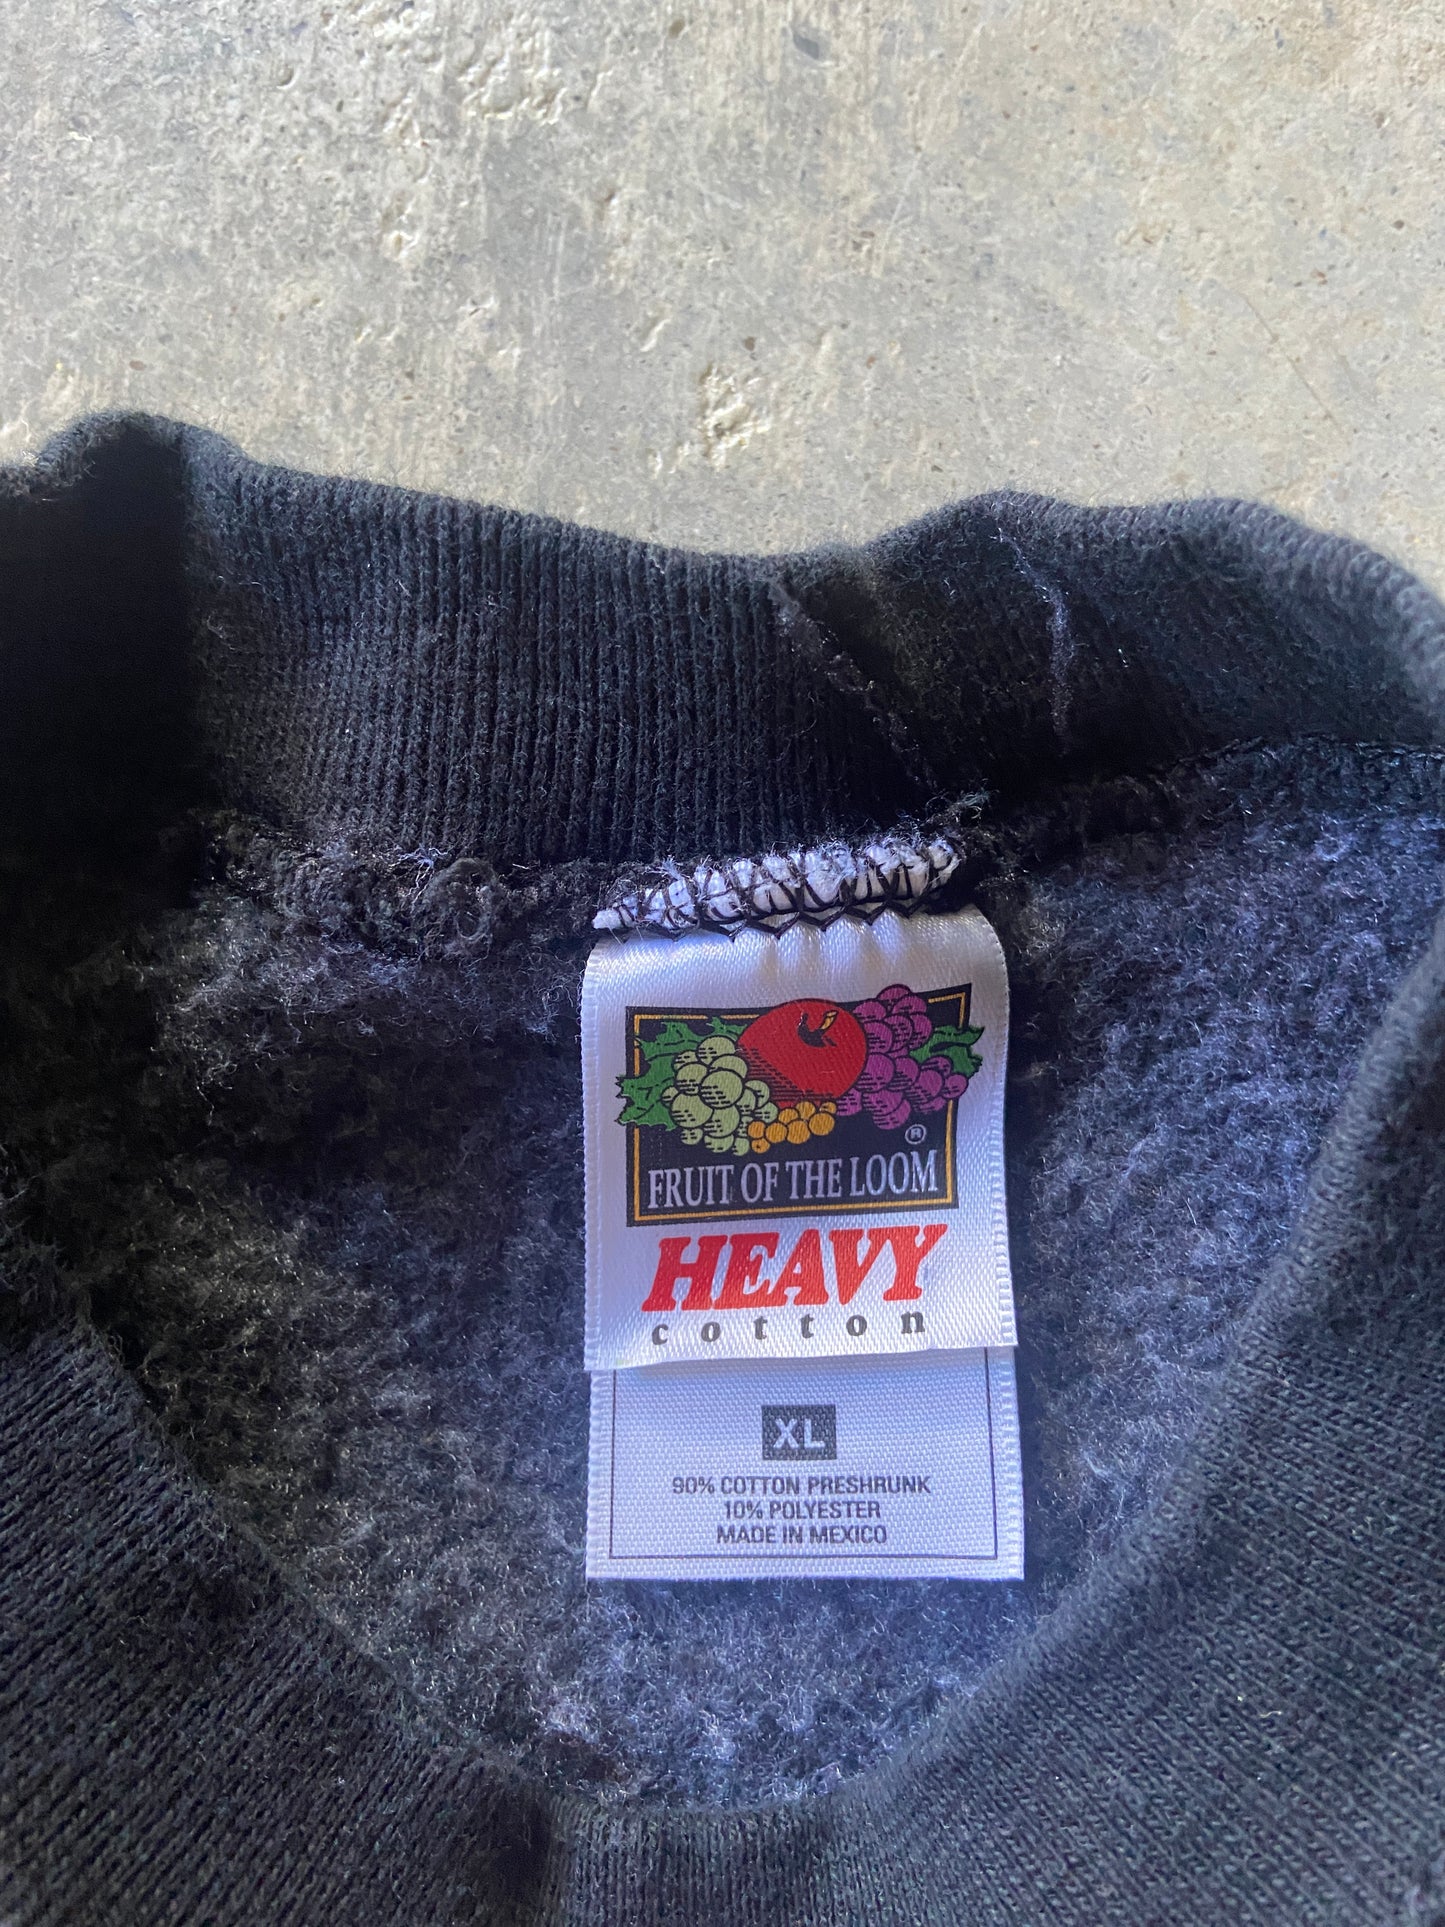 ®
FRUIT OF THE LOOM
HEAVY
cotton
XL
90% COTTON PRESHRUNK
10% POLYESTER
MADE IN MEXICO